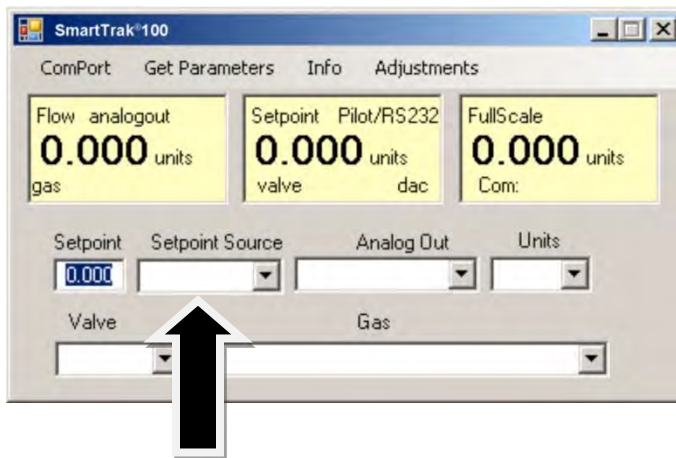 SmartTrak®100
ComPort Get Parameters Info Adjustments
Flow analogout
0.000 units
gas
Setpoint Pilot/RS232
0.000 units
valve dac
FullScale
0.000 units
Com:
Setpoint Setpoint Source Analog Out Units
0.000
Valve Gas